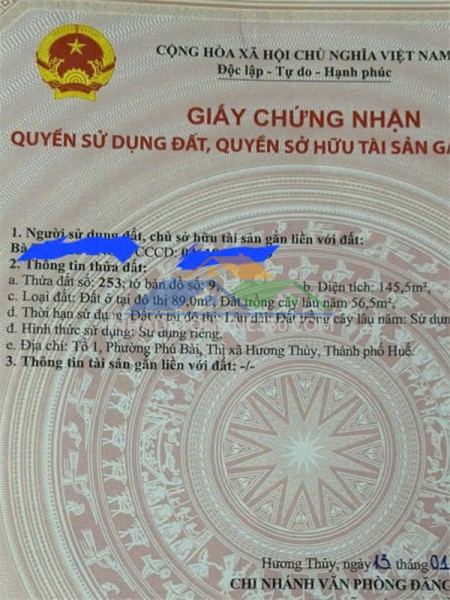 CỘNG HÒA XÃ HỘI CHỦ NGHĨA VIỆT NAM
Độc lập - Tự do - Hạnh phúc
GIẤY CHỨNG NHẬN
QUYỀN SỬ DỤNG ĐẤT, QUYỀN SỞ HỮU TÀI SẢN G
1. Người sử dụng đất, chủ sở hữu tài sản gắn liền với đất:
Bà CCCD: 0
2. Thông tin thửa đất:
a. Thửa đất số: 253; tờ bản đồ số: 9, b. Diện tích: 145,5m²,
c. Loại đất: Đất ở tại đô thị 89,0m²; Đất trồng cây lâu năm 56,5m²,
d. Thời hạn sử dụng: Đất ở tại đô thị: Lâu dài: Đất trồng cây lâu năm: Sử dụn
đ. Hình thức sử dụng: Sử dụng riêng,
e. Địa chỉ: Tổ 1, Phường Phú Bài, Thị xã Hương Thủy, Thành phố Huế.
3. Thông tin tài sản gắn liền với đất: -/-
Hương Thủy, ngày 13 tháng 01
CHI NHÁNH VĂN PHÒNG ĐĂNG